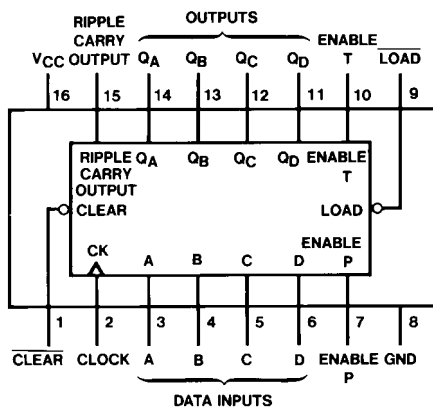 OUTPUTS
RIPPLE
CARRY
OUTPUT
VCC QA QB QC QD ENABLE T LOAD
16 15 14 13 12 11 10 9
RIPPLE
CARRY
OUTPUT
QA QB QC QD ENABLE
T
CLEAR LOAD
CK A B C D ENABLE
P
1 2 3 4 5 6 7 8
CLEAR CLOCK A B C D ENABLE GND
P
DATA INPUTS